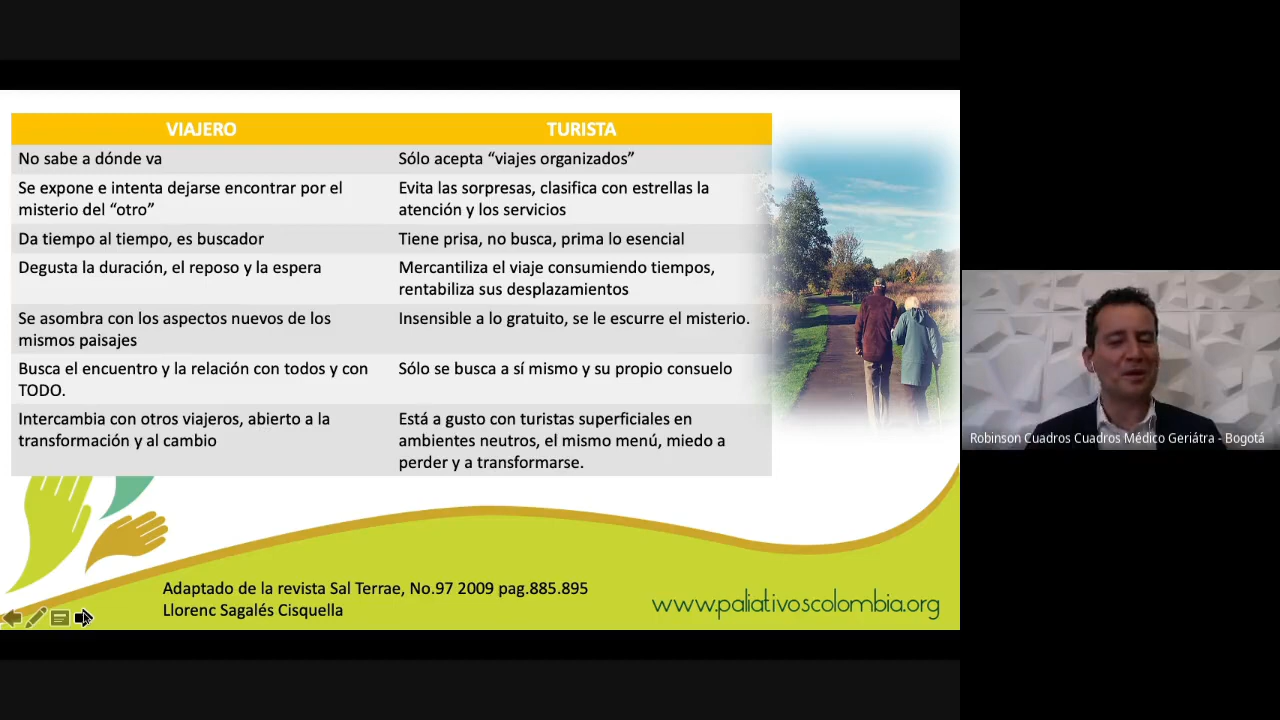 VIAJERO
TURISTA
No sabe a dónde va
Sólo acepta “viajes organizados”
Se expone e intenta dejarse encontrar por el
misterio del “otro”
Evita las sorpresas, clasifica con estrellas la
atención y los servicios
Da tiempo al tiempo, es buscador
Tiene prisa, no busca, prima lo esencial
Degusta la duración, el reposo y la espera
Mercantiliza el viaje consumiendo tiempos,
rentabiliza sus desplazamientos
Se asombra con los aspectos nuevos de los
mismos paisajes
Insensible a lo gratuito, se le escurre el misterio.
Busca el encuentro y la relación con todos y con
TODO.
Sólo se busca a sí mismo y su propio consuelo
Intercambia con otros viajeros, abierto a la
transformación y al cambio
Está a gusto con turistas superficiales en
ambientes neutros, el mismo menú, miedo a
perder y a transformarse.
Robinson Cuadros Cuadros Médico Geriátra - Bogotá
Adaptado de la revista Sal Terrae, No.97 2009 pag.885.895
Llorenc Sagalés Cisquella
www.paliativoscolombia.org